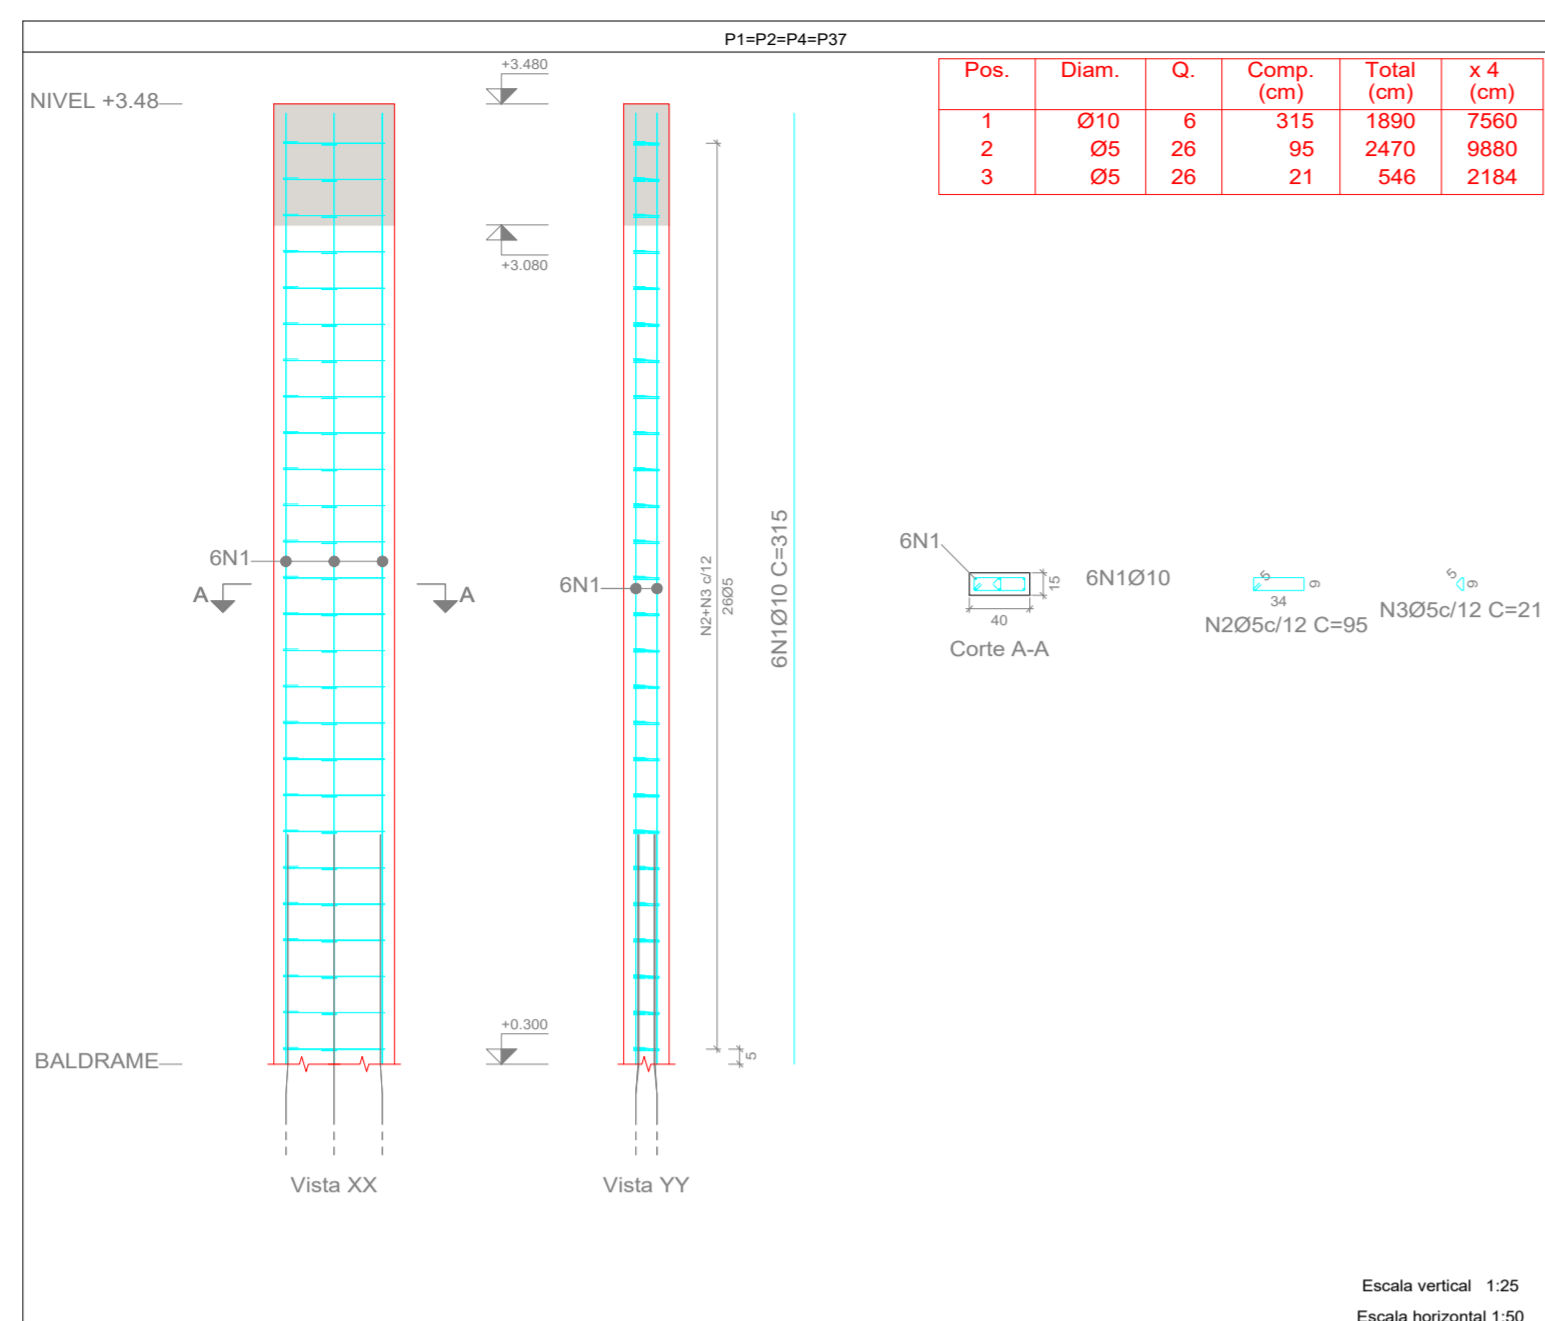 P1=P2=P4=P37
Pos. Diam. Q. Comp. (cm) Total (cm) x 4 (cm)
1 Ø10 6 315 1890 7560
2 Ø5 26 95 2470 9880
3 Ø5 26 21 546 2184
NIVEL +3.48
+3.480
+3.080
6N1
A
A
6N1
N2+N3 c/12
26Ø5
6N1Ø10 C=315
6N1
15
40
6N1Ø10
Corte A-A
5
9
34
N2Ø5c/12 C=95
5
9
N3Ø5c/12 C=21
+0.300
5
BALDRAME
Vista XX
Vista YY
Escala vertical 1:25
Escala horizontal 1:50